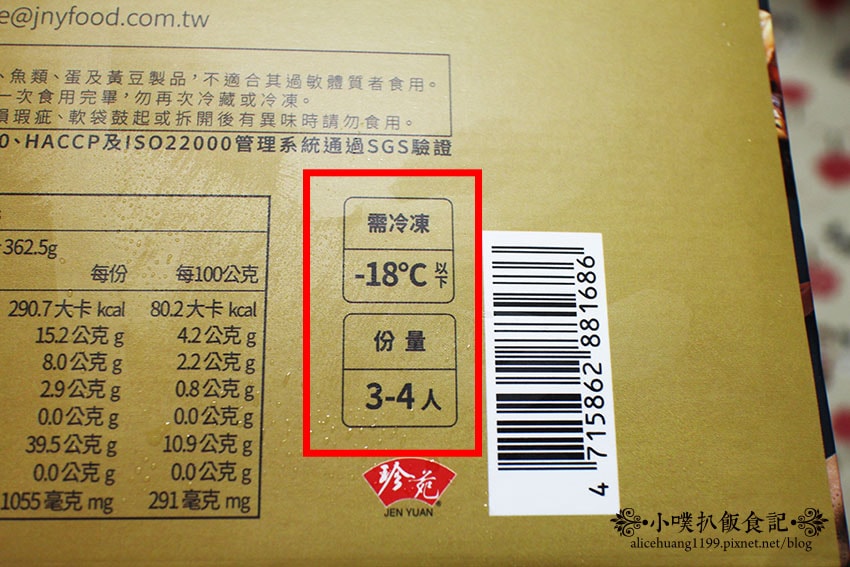 e@jnyfood.com.tw
、魚類、蛋及黃豆製品，不適合其過敏體質者食用。
一次食用完畢，勿再次冷藏或冷凍。
損瑕疵、軟袋鼓起或拆開後有異味時請勿食用。
0、HACCP及ISO22000管理系統通過SGS驗證
362.5g
每份 每100公克
290.7大卡 kcal 80.2大卡 kcal
15.2公克 g 4.2公克 g
8.0公克 g 2.2公克 g
2.9公克 g 0.8公克 g
0.0公克 g 0.0公克 g
39.5公克 g 10.9公克 g
0.0公克 g 0.0公克 g
1055毫克 mg 291毫克 mg
需冷凍
-18℃以下
份量
3-4人
珍苑
JEN YUAN
4 715862 881686
小噗扒飯食記
alicehuang1199.pixnet.net/blog